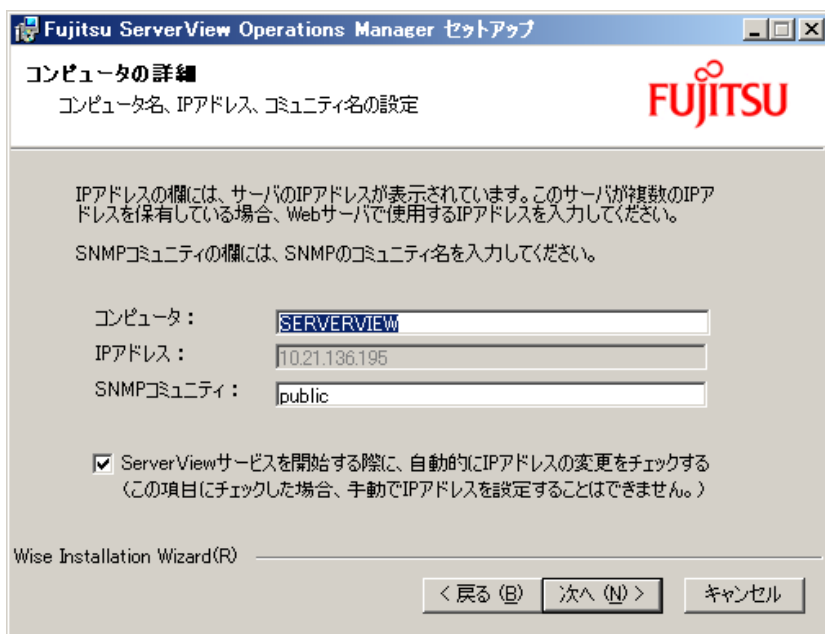 Fujitsu ServerView Operations Manager セットアップ
コンピュータの詳細
コンピュータ名、IPアドレス、コミュニティ名の設定
FUJITSU
IPアドレスの欄には、サーバのIPアドレスが表示されています。このサーバが複数のIPア
ドレスを保有している場合、Webサーバで使用するIPアドレスを入力してください。
SNMPコミュニティの欄には、SNMPのコミュニティ名を入力してください。
コンピュータ： SERVERVIEW
IPアドレス： 10.21.136.195
SNMPコミュニティ： public
ServerViewサービスを開始する際に、自動的にIPアドレスの変更をチェックする
（この項目にチェックした場合、手動でIPアドレスを設定することはできません。）
Wise Installation Wizard(R)
< 戻る (B) 次へ (N) > キャンセル